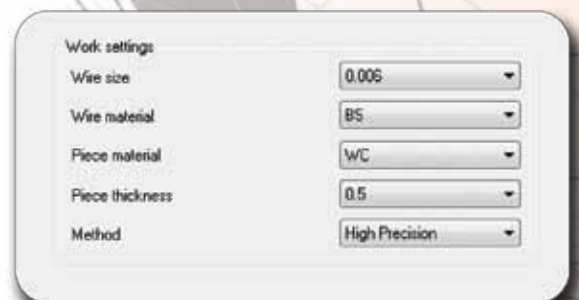 Work settings
Wire size 0.006
Wire material BS
Piece material WC
Piece thickness 0.5
Method High Precision